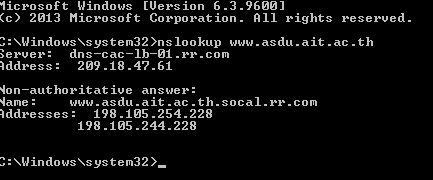 Microsoft Windows [Version 6.3.9600]
(c) 2013 Microsoft Corporation. All rights reserved.
C:\Windows\system32>nslookup www.asdu.ait.ac.th
Server:  dns-cac-lb-01.rr.com
Address:  209.18.47.61
Non-authoritative answer:
Name:    www.asdu.ait.ac.th.socal.rr.com
Addresses:  198.105.254.228
198.105.244.228
C:\Windows\system32>_